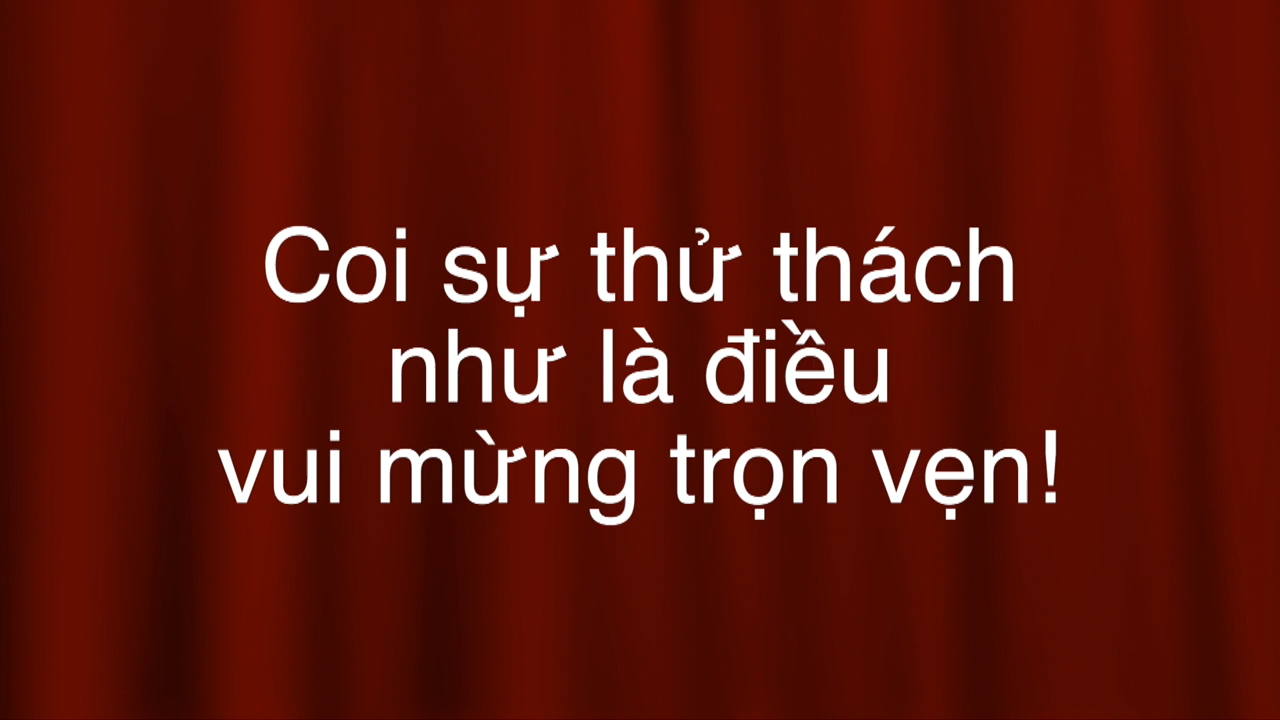 Coi sự thử thách
như là điều
vui mừng trọn vẹn!